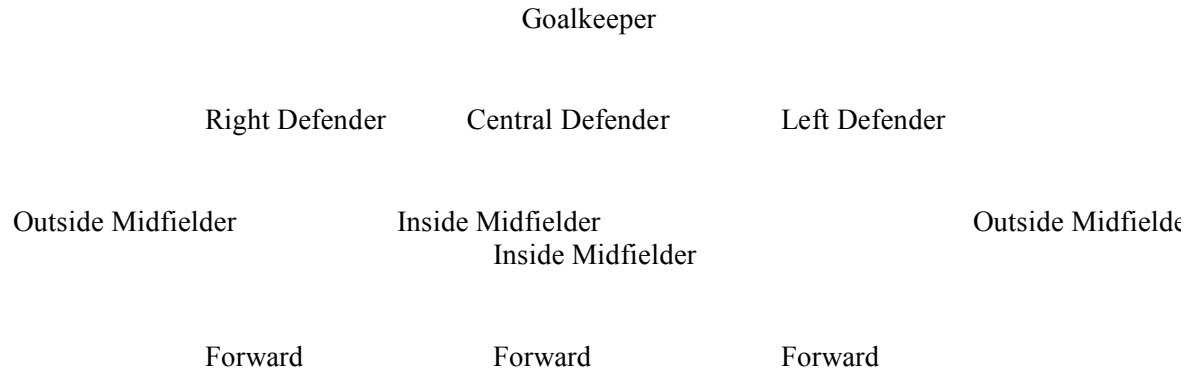 Goalkeeper
Right Defender Central Defender Left Defender
Outside Midfielder Inside Midfielder Outside Midfielde
Inside Midfielder
Forward Forward Forward